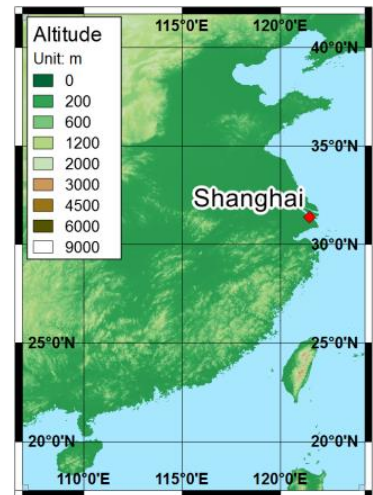 115°0'E 120°0'E
Altitude
Unit: m
0
200
600
1200
2000
3000
4500
6000
9000
40°0'N
35°0'N
Shanghai
30°0'N
25°0'N 25°0'N
20°0'N 20°0'N
110°0'E 115°0'E 120°0'E